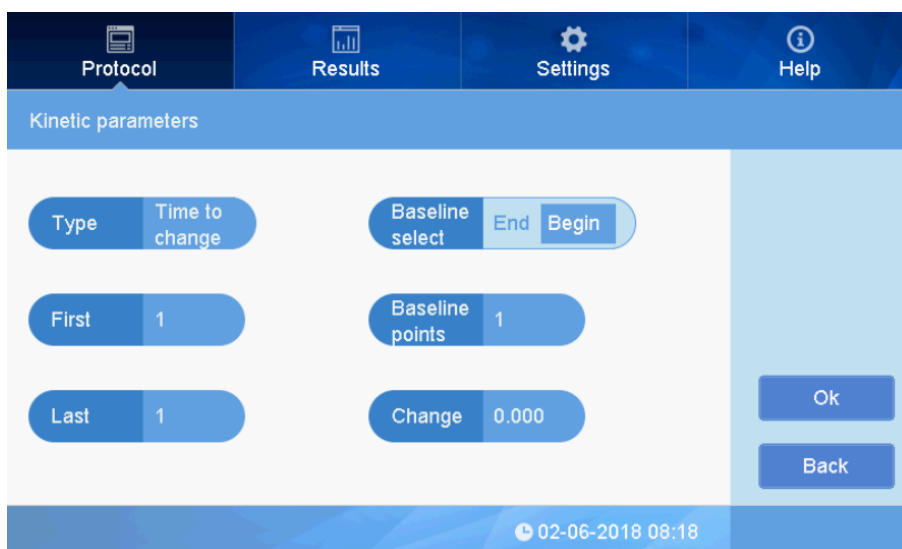 Protocol
Results
Settings
Help
Kinetic parameters
Type
Time to
change
Baseline
select
End
Begin
First
1
Baseline
points
1
Last
1
Change
0.000
Ok
Back
02-06-2018 08:18